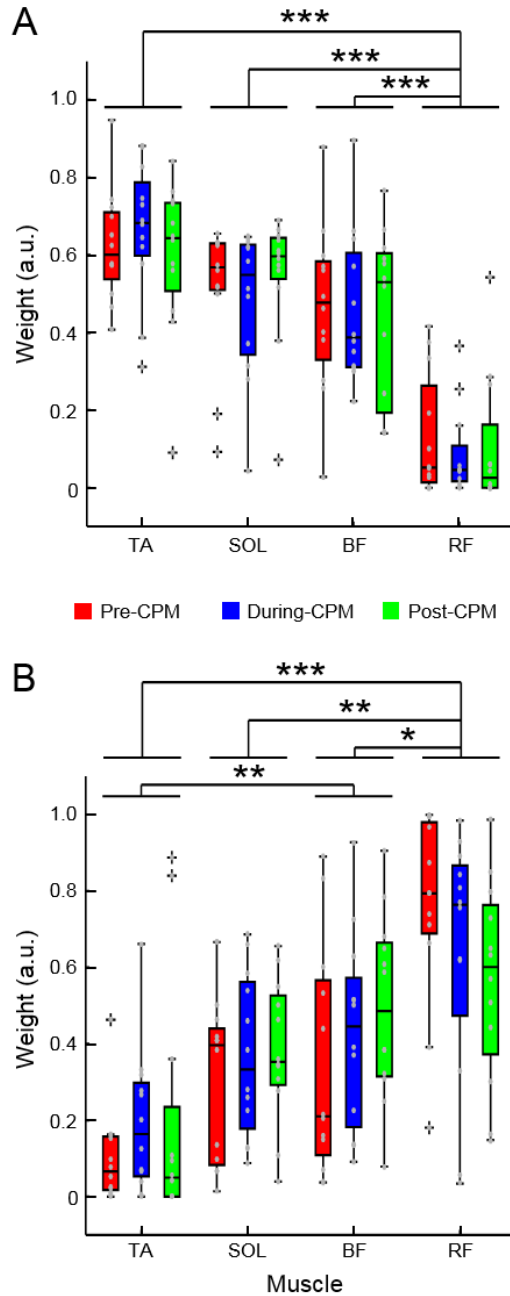 A
***
***
***
1.0
0.8
0.6
0.4
0.2
0
Weight (a.u.)
TA SOL BF RF
Pre-CPM During-CPM Post-CPM
B
***
**
*
**
1.0
0.8
0.6
0.4
0.2
0
Weight (a.u.)
TA SOL BF RF
Muscle